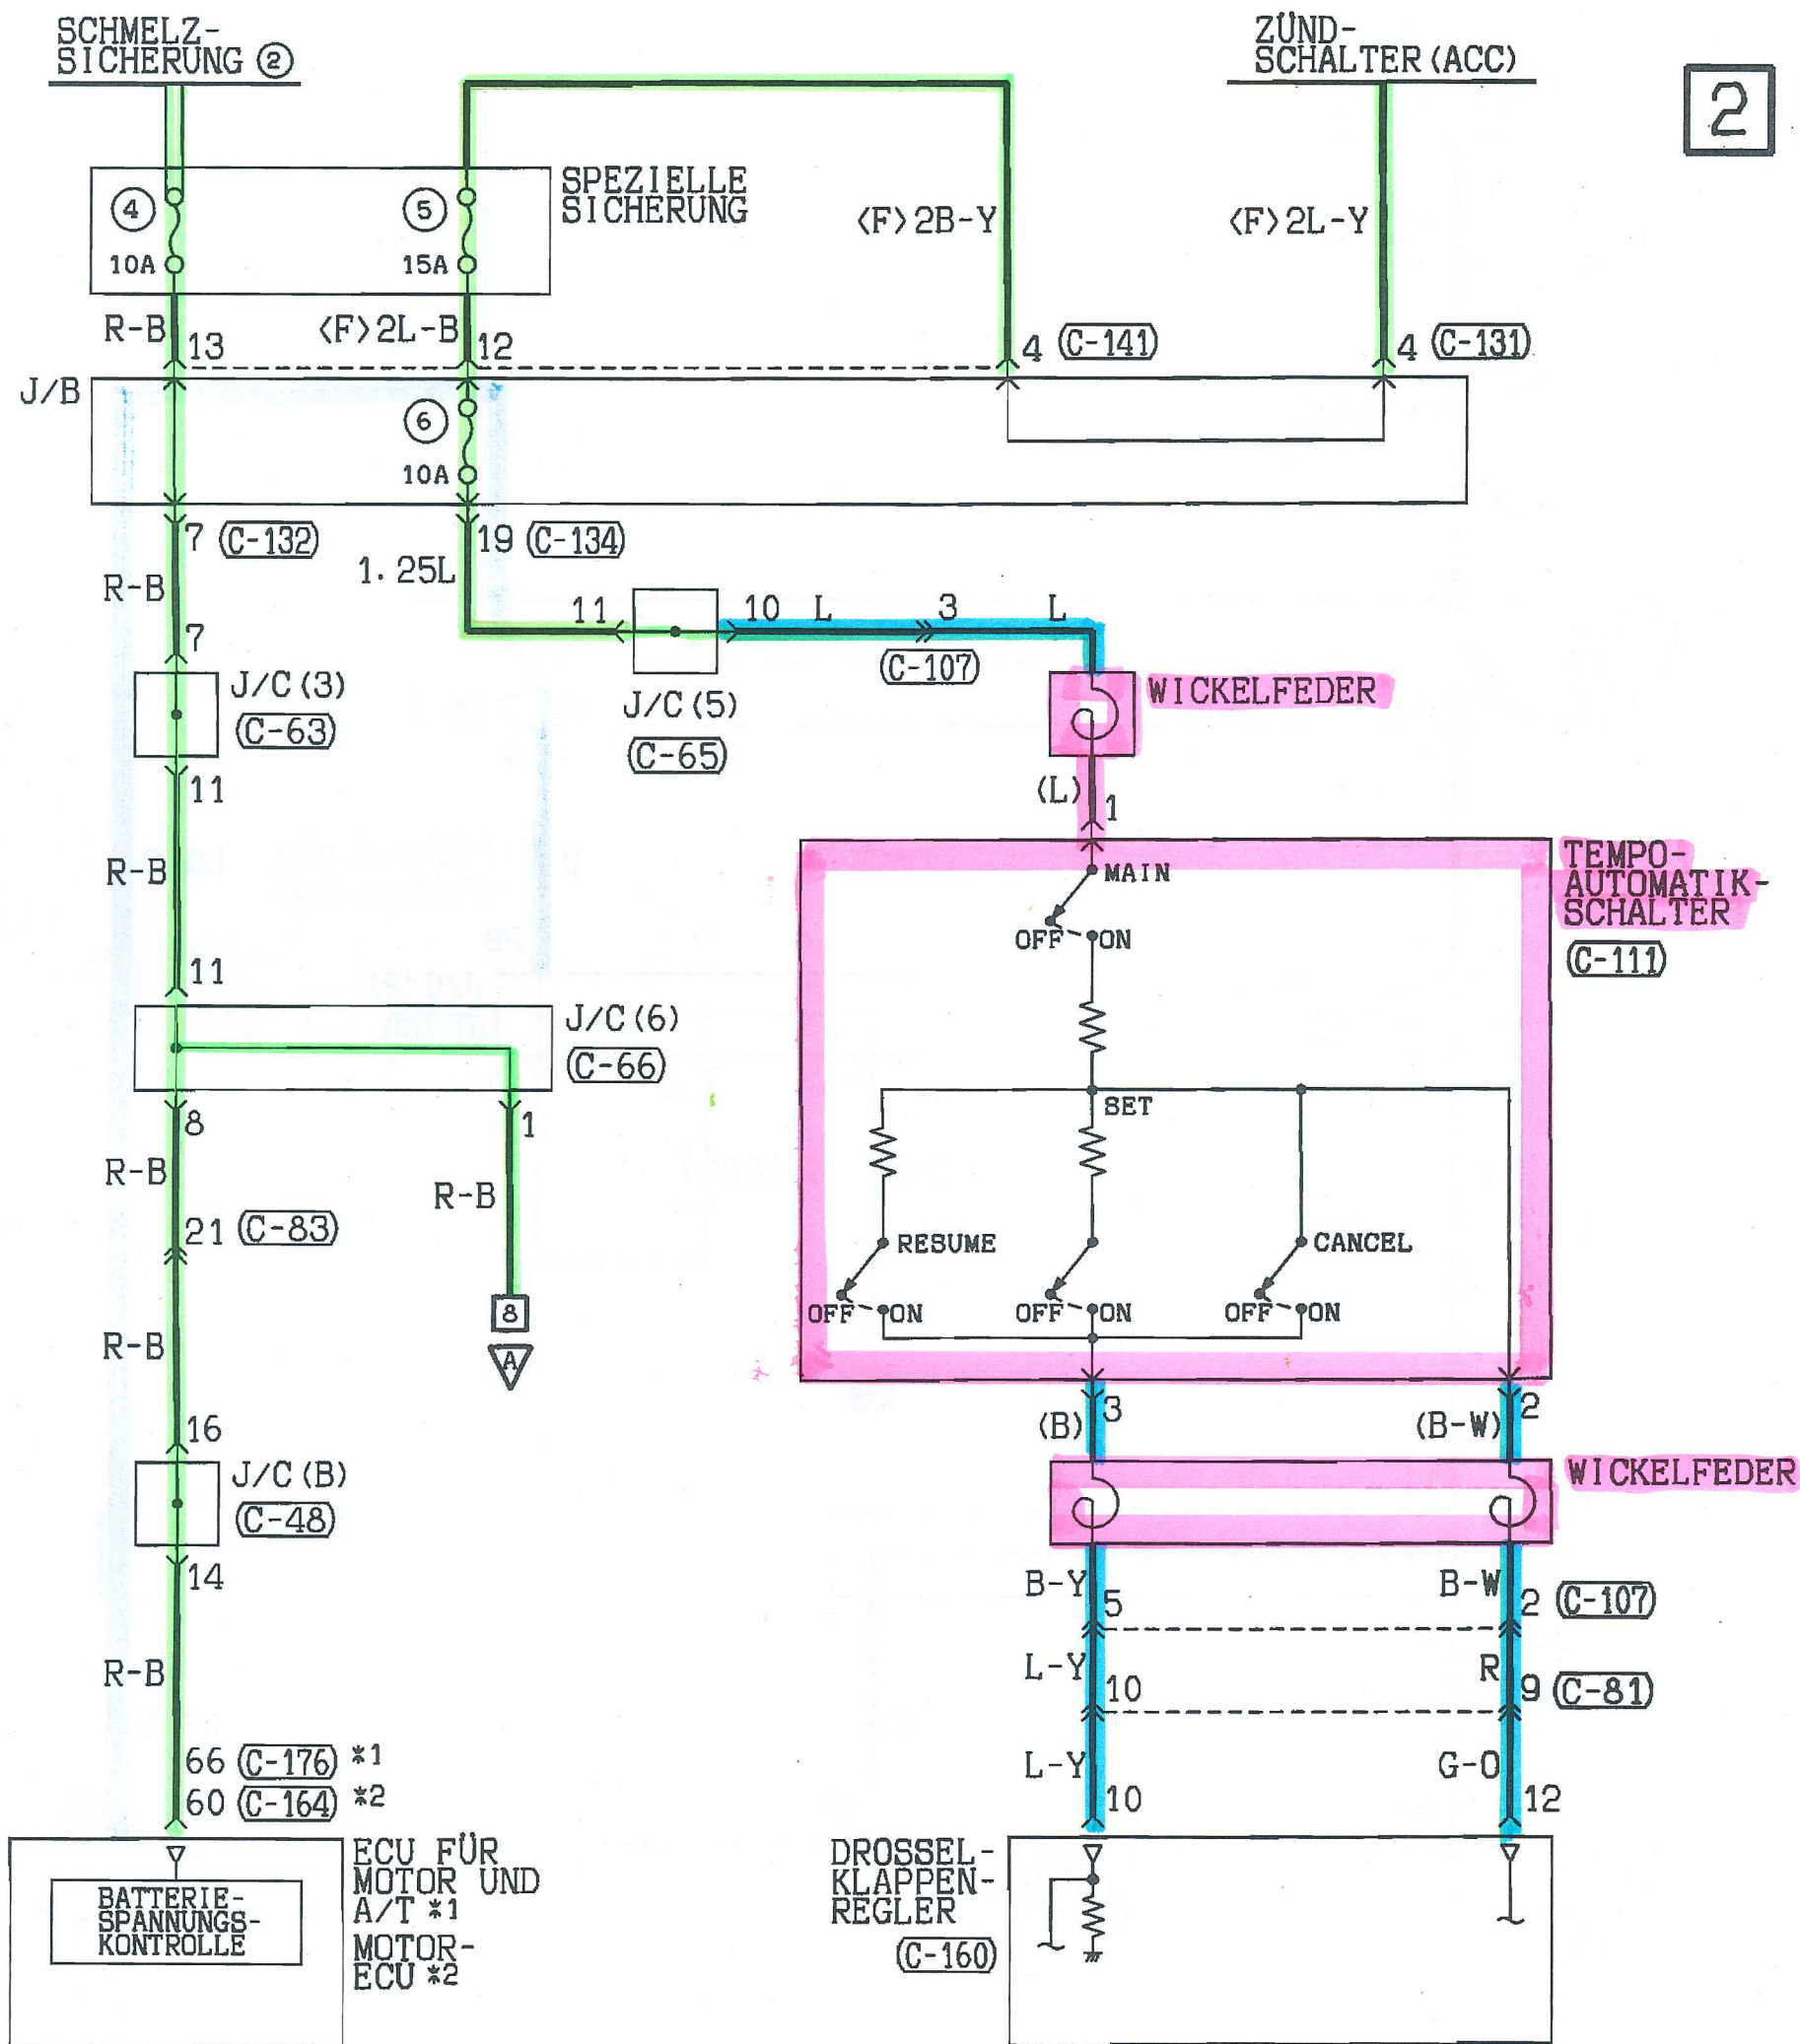 SCHMELZ-
SICHERUNG ②
ZÜND-
SCHALTER (ACC)
2
④
10A
⑤
15A
SPEZIELLE
SICHERUNG
<F>2B-Y
<F>2L-Y
R-B
13
<F>2L-B
12
4 (C-141)
4 (C-131)
J/B
⑥
10A
7 (C-132)
19 (C-134)
R-B
1.25L
7
11
10 L
3
L
(C-107)
J/C (3)
(C-63)
J/C (5)
(C-65)
WICKELFEDER
11
(L)
1
R-B
MAIN
OFF
ON
TEMPO-
AUTOMATIK-
SCHALTER
(C-111)
11
J/C (6)
(C-66)
SET
8
1
R-B
R-B
21 (C-83)
RESUME
CANCEL
OFF
ON
OFF
ON
OFF
ON
8
A
R-B
16
(B)
3
(B-W)
2
J/C (B)
(C-48)
WICKELFEDER
14
B-Y
5
B-W
2 (C-107)
R-B
L-Y
10
R
9 (C-81)
66 (C-176) *1
60 (C-164) *2
L-Y
10
G-O
12
BATTERIE-
SPANNUNGS-
KONTROLLE
ECU FÜR
MOTOR UND
A/T *1
MOTOR-
ECU *2
DROSSEL-
KLAPPEN-
REGLER
(C-160)